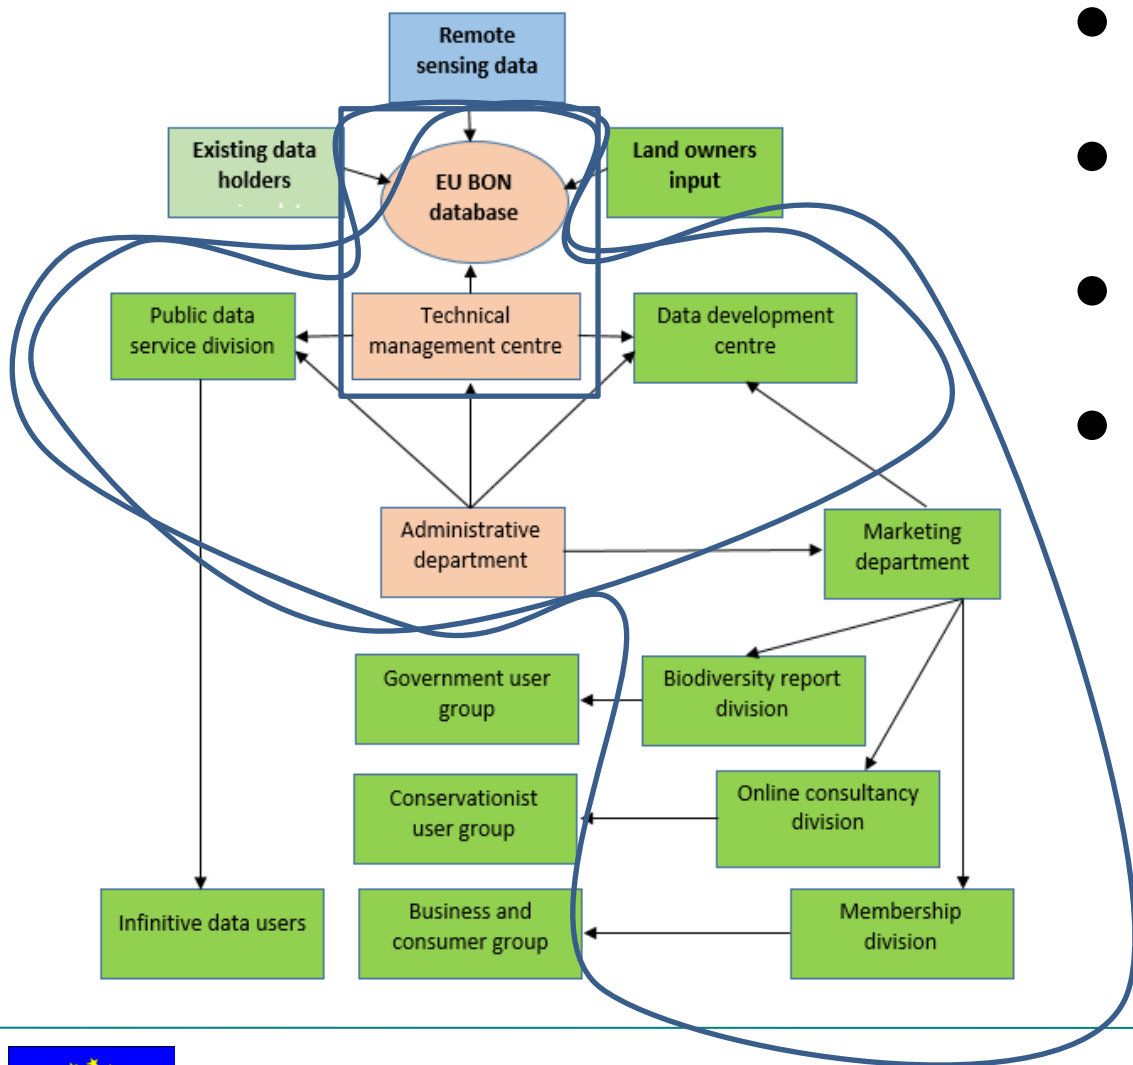 Remote
sensing data
Existing data
holders
EU BON
database
Land owners
input
Public data
service division
Technical
management centre
Data development
centre
Administrative
department
Marketing
department
Government user
group
Biodiversity report
division
Conservationist
user group
Online consultancy
division
Infinitive data users
Business and
consumer group
Membership
division